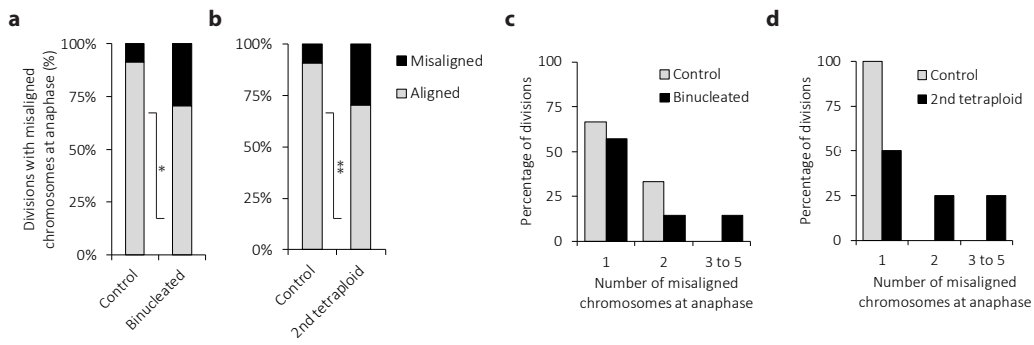 a
Divisions with misaligned
chromosomes at anaphase (%)
100%
75%
50%
25%
0%
*
Control
Binucleated
b
100%
75%
50%
25%
0%
**
Control
2nd tetraploid
Misaligned
Aligned
c
Percentage of divisions
100
75
50
25
0
Control
Binucleated
1 2 3 to 5
Number of misaligned
chromosomes at anaphase
d
Percentage of divisions
100
75
50
25
0
Control
2nd tetraploid
1 2 3 to 5
Number of misaligned
chromosomes at anaphase